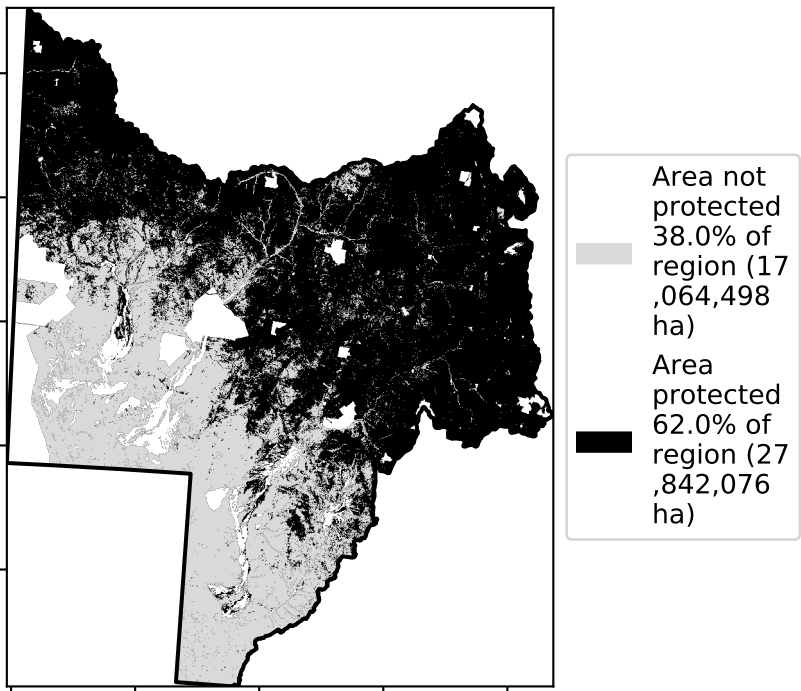 Area not
protected
38.0% of
region (17
,064,498
ha)
Area
protected
62.0% of
region (27
,842,076
ha)